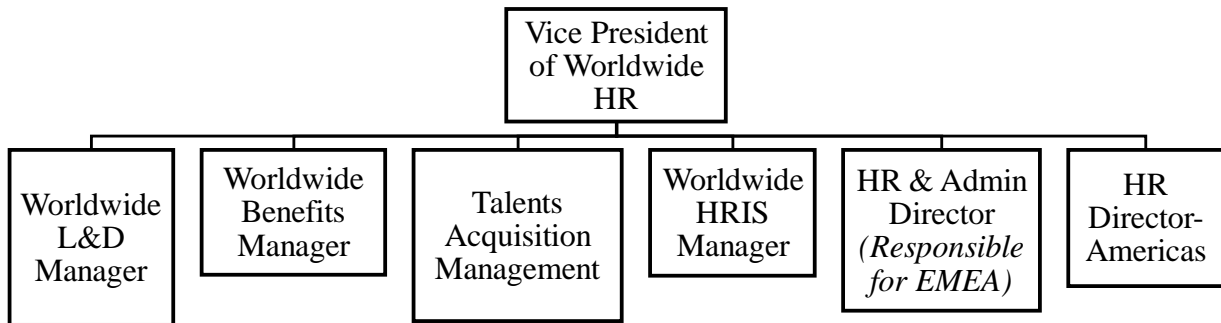 Vice President
of Worldwide
HR
Worldwide
L&D
Manager
Worldwide
Benefits
Manager
Talents
Acquisition
Management
Worldwide
HRIS
Manager
HR & Admin
Director
(Responsible
for EMEA)
HR
Director-
Americas